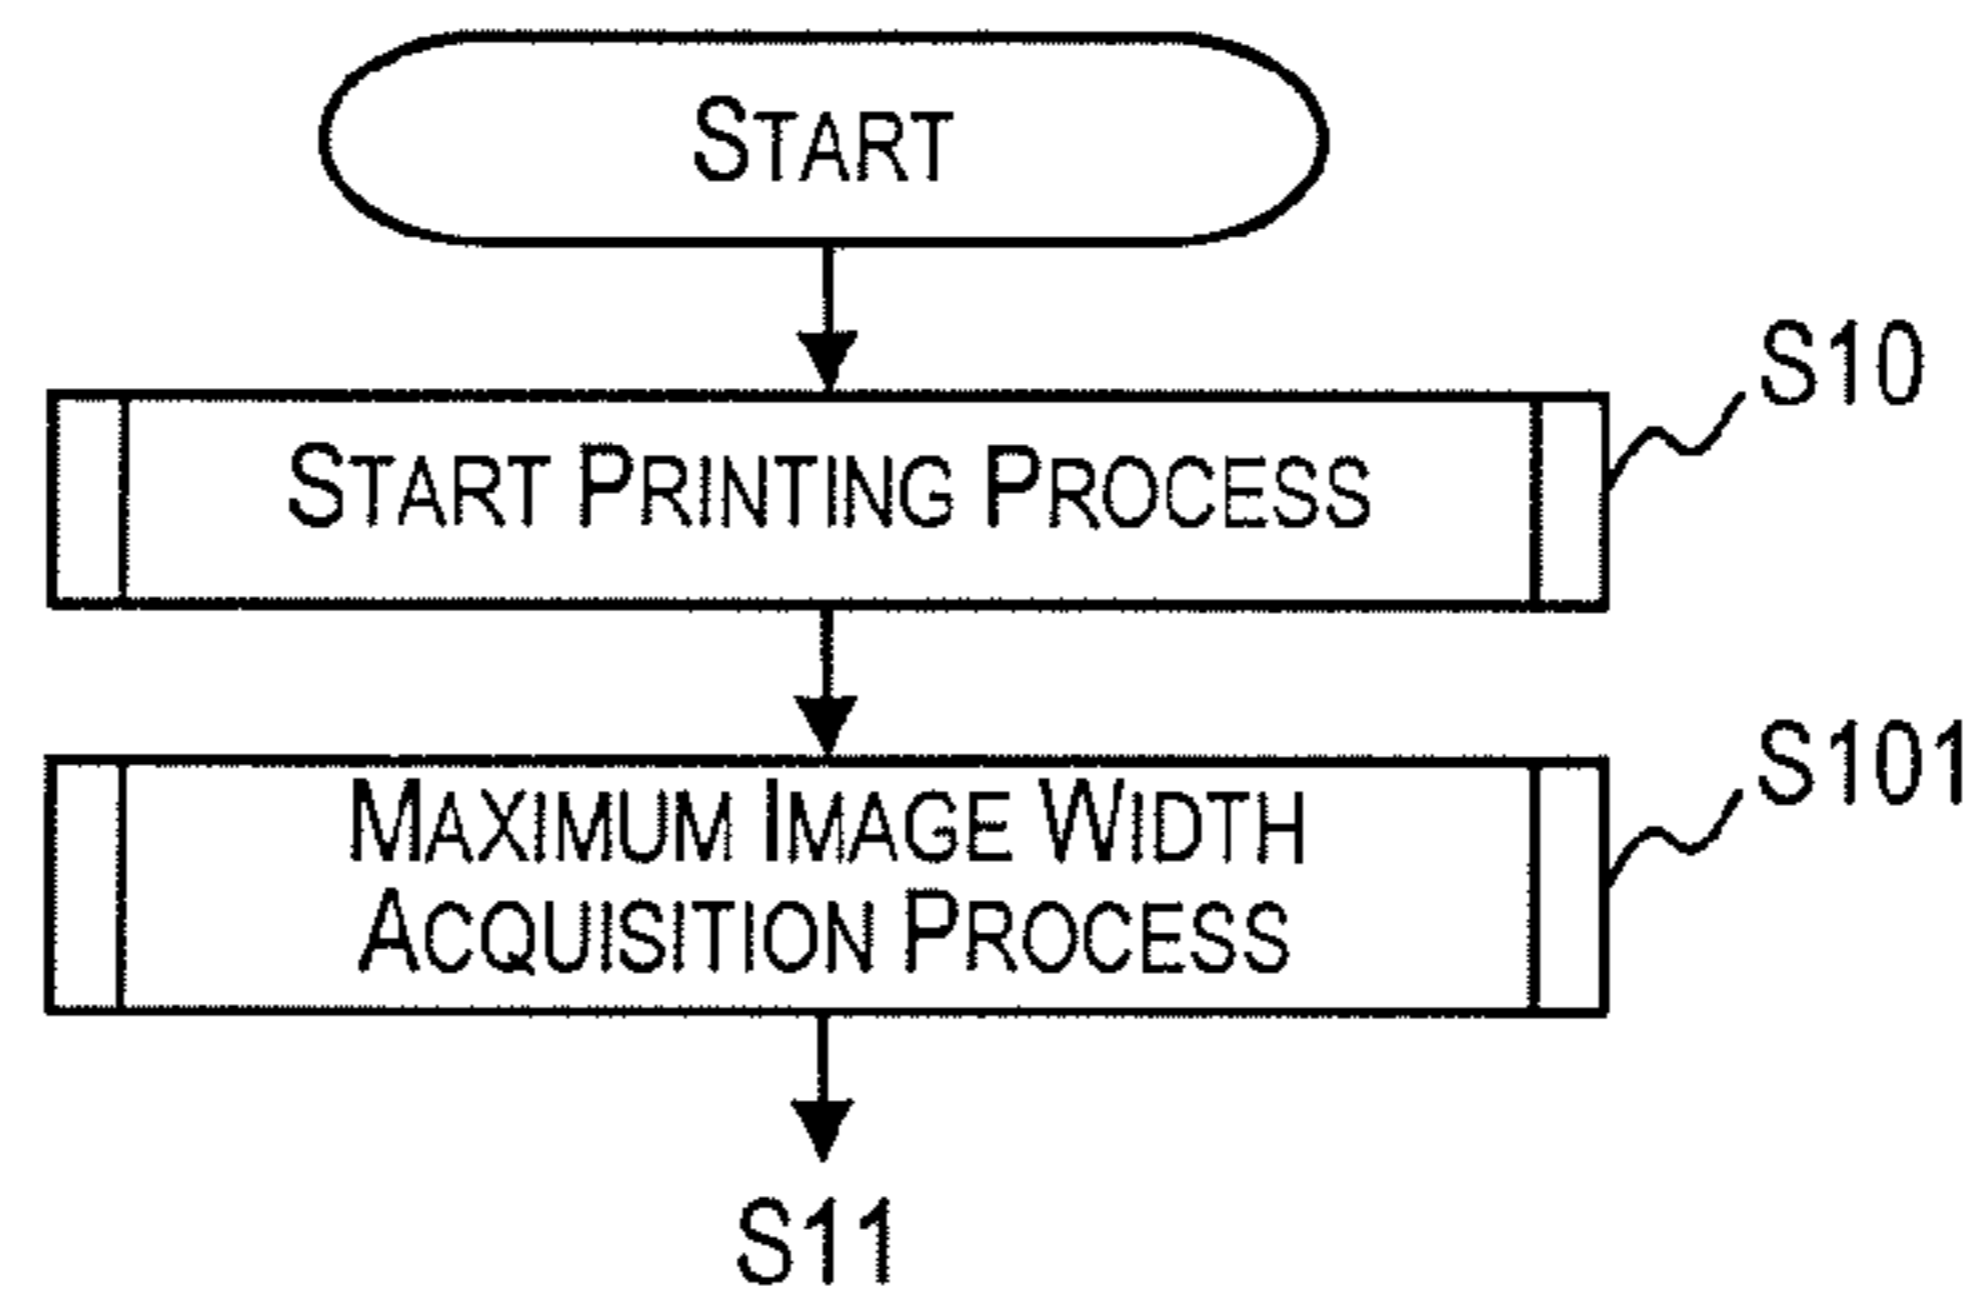 START
S10
START PRINTING PROCESS
S101
MAXIMUM IMAGE WIDTH
ACQUISITION PROCESS
S11